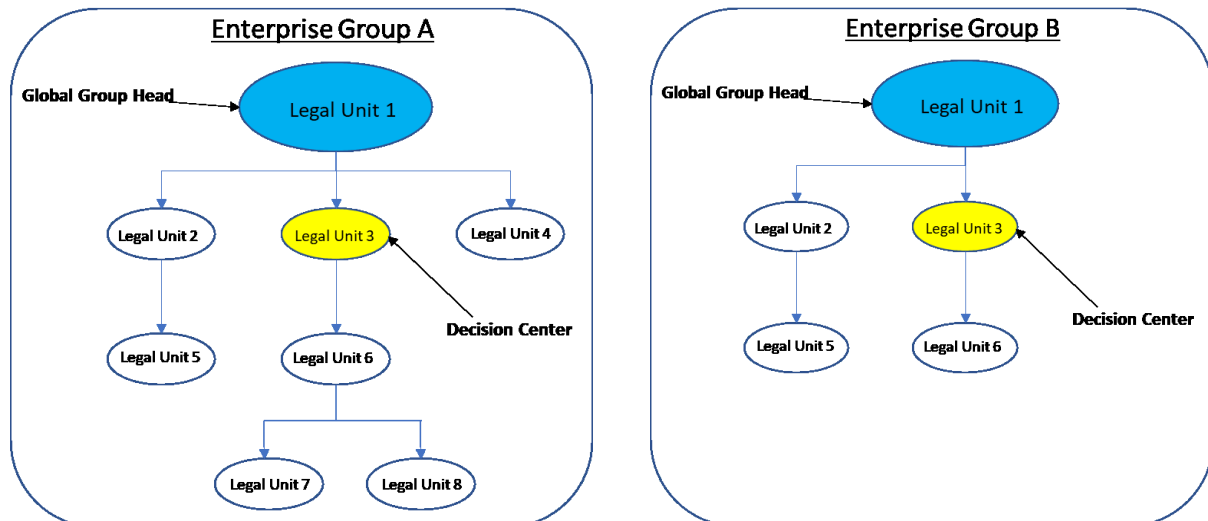 Enterprise Group A
Global Group Head
Legal Unit 1
Legal Unit 2
Legal Unit 3
Legal Unit 4
Decision Center
Legal Unit 5
Legal Unit 6
Legal Unit 7
Legal Unit 8
Enterprise Group B
Global Group Head
Legal Unit 1
Legal Unit 2
Legal Unit 3
Decision Center
Legal Unit 5
Legal Unit 6